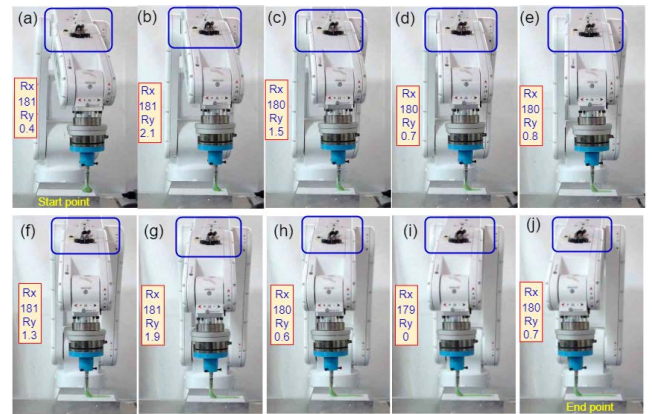 (a)
Rx
181
Ry
0.4
Start point
(b)
Rx
181
Ry
2.1
(c)
Rx
180
Ry
1.5
(d)
Rx
180
Ry
0.7
(e)
Rx
180
Ry
0.8
(f)
Rx
181
Ry
1.3
(g)
Rx
181
Ry
1.9
(h)
Rx
180
Ry
0.6
(i)
Rx
179
Ry
0
(j)
Rx
180
Ry
0.7
End point